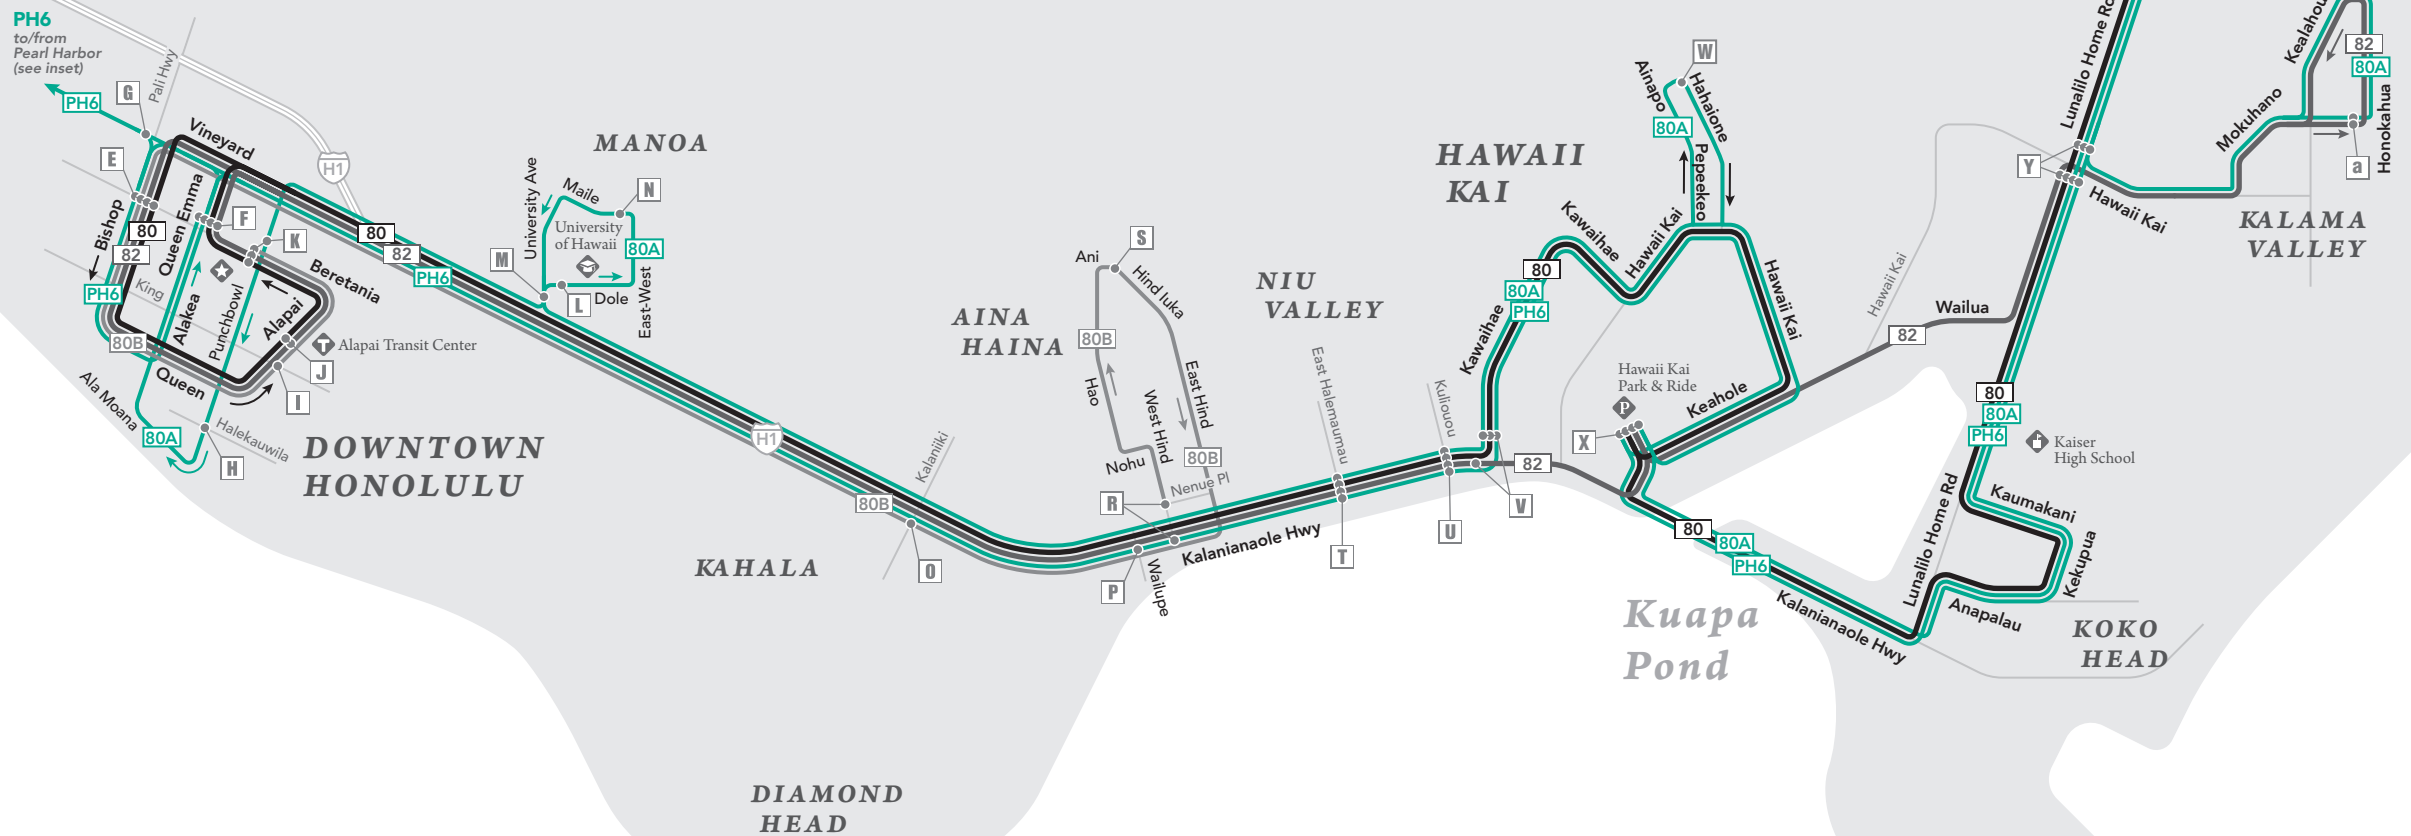 PH6
to/from
Pearl Harbor
(see inset)
PH6
G
Pali Hwy
E
Vineyard
H1
Bishop
80
82
PH6
80B
Queen Emma
F
K
King
Alakea
Punchbowl
Beretania
Alapai
Alapai Transit Center
J
I
Queen
Ala Moana
80A
Halekauwila
H
DOWNTOWN
HONOLULU
80
82
PH6
MANOA
University Ave
Maile
N
University
of Hawaii
80A
M
L
Dole
East-West
H1
80B
Kalaniiki
O
KAHALA
DIAMOND
HEAD
AINA
HAINA
Ani
S
Hind Iuka
80B
Hao
West Hind
East Hind
Nohu
80B
Nenue Pl
R
P
Wailupe
Kalanianaole Hwy
NIU
VALLEY
East Halemaumau
T
Kuliouou
U
V
82
HAWAII
KAI
Kawaihae
80
80A
PH6
Kawaihae
Hawaii Kai
Ainapo
W
Hahaione
80A
Pepeekeo
Hawaii Kai
Hawaii Kai
Park & Ride
P
X
Keahole
80
80A
PH6
Kalanianaole Hwy
Kuapa
Pond
82
Wailua
Hawaii Kai
Lunalilo Home Rd
Y
Hawaii Kai
80
80A
PH6
Kaiser
High School
Lunalilo Home Rd
Kaumakani
Kekupua
Anapalau
KOKO
HEAD
Mokuhano
Kealahou
82
80A
Honokahua
a
KALAMA
VALLEY